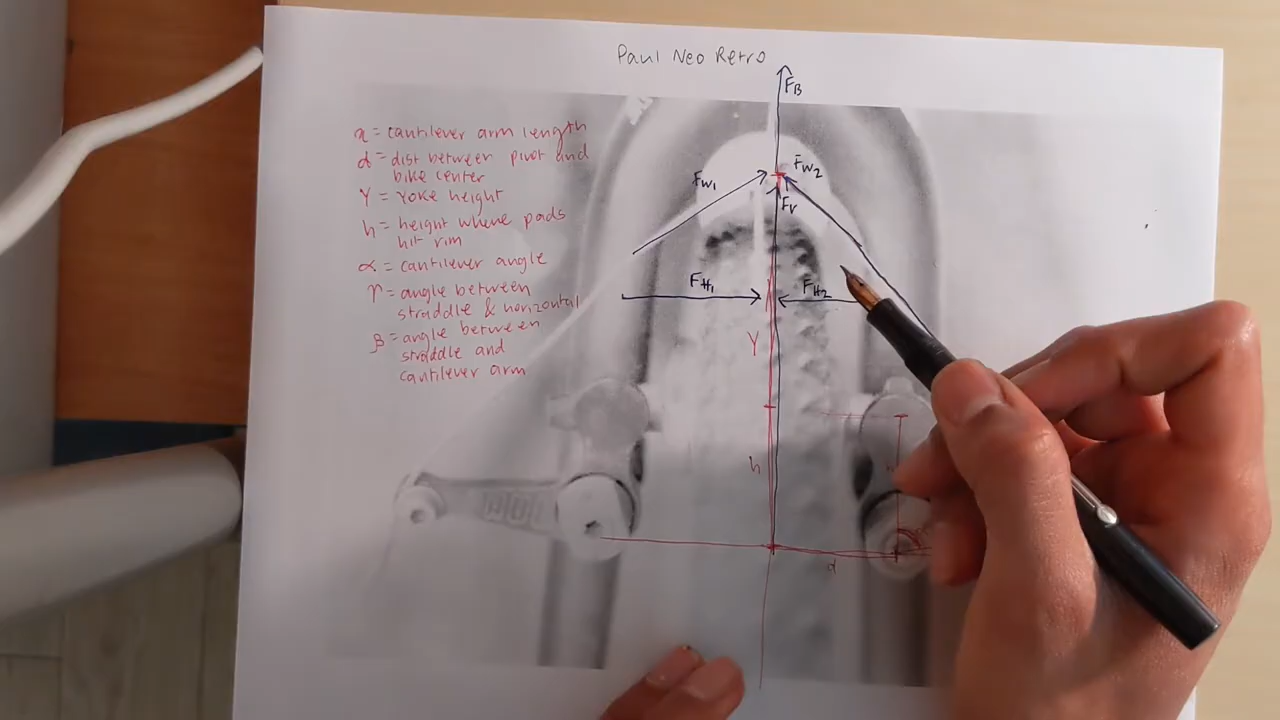 Paul Neo Retro
a = cantilever arm length
d = dist between pivot and
bike center
Y = Yoke height
h = height where pads
hit rim
α = cantilever angle
γ = angle between
straddle & horizontal
β = angle between
straddle and
cantilever arm
FB
FW1
FW2
FV
FH1
FH2
Y
h
d